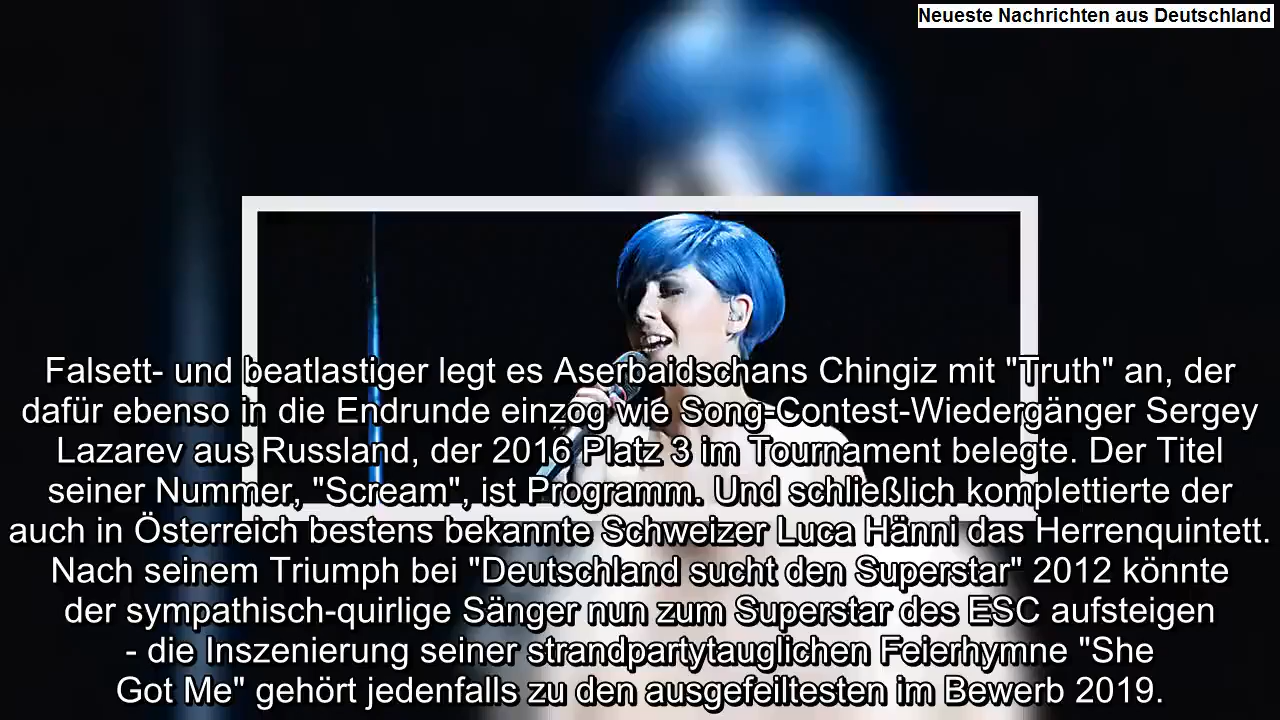 Neueste Nachrichten aus Deutschland
Falsett- und beatlastiger legt es Aserbaidschans Chingiz mit "Truth" an, der
dafür ebenso in die Endrunde einzog wie Song-Contest-Wiedergänger Sergey
Lazarev aus Russland, der 2016 Platz 3 im Tournament belegte. Der Titel
seiner Nummer, "Scream", ist Programm. Und schließlich komplettierte der
auch in Österreich bestens bekannte Schweizer Luca Hänni das Herrenquintett.
Nach seinem Triumph bei "Deutschland sucht den Superstar" 2012 könnte
der sympathisch-quirlige Sänger nun zum Superstar des ESC aufsteigen
- die Inszenierung seiner strandpartytauglichen Feierhymne "She
Got Me" gehört jedenfalls zu den ausgefeiltesten im Bewerb 2019.